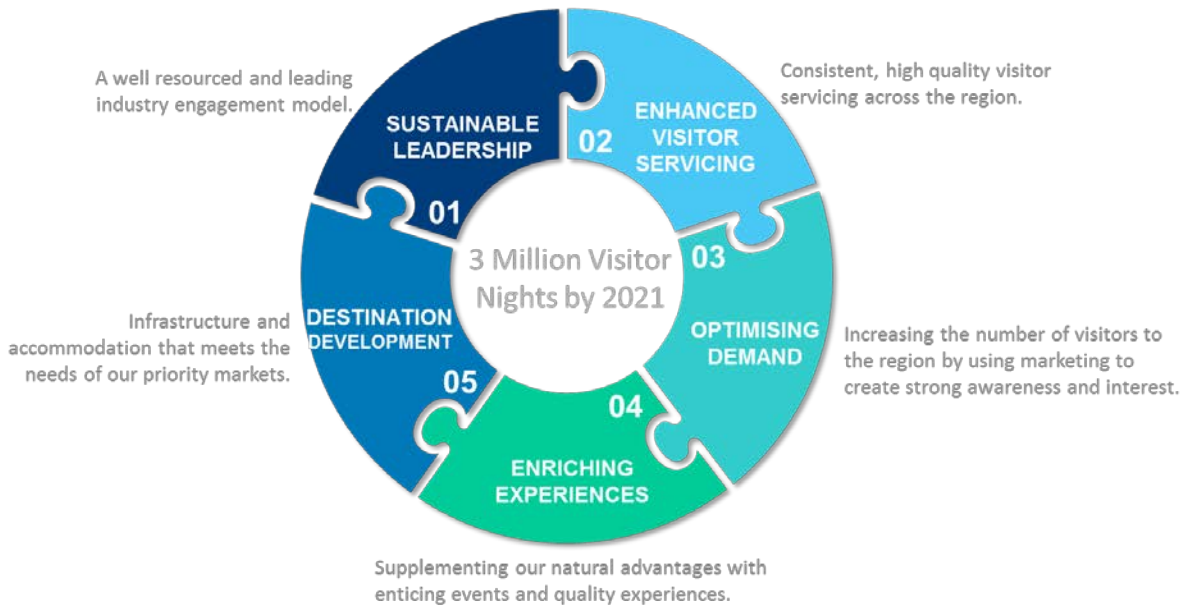 A well resourced and leading
industry engagement model.
SUSTAINABLE
LEADERSHIP
01
Consistent, high quality visitor
servicing across the region.
ENHANCED
VISITOR
SERVICING
02
03
OPTIMISING
DEMAND
Increasing the number of visitors to
the region by using marketing to
create strong awareness and interest.
04
ENRICHING
EXPERIENCES
Supplementing our natural advantages with
enticing events and quality experiences.
Infrastructure and
accommodation that meets the
needs of our priority markets.
DESTINATION
DEVELOPMENT
05
3 Million Visitor
Nights by 2021